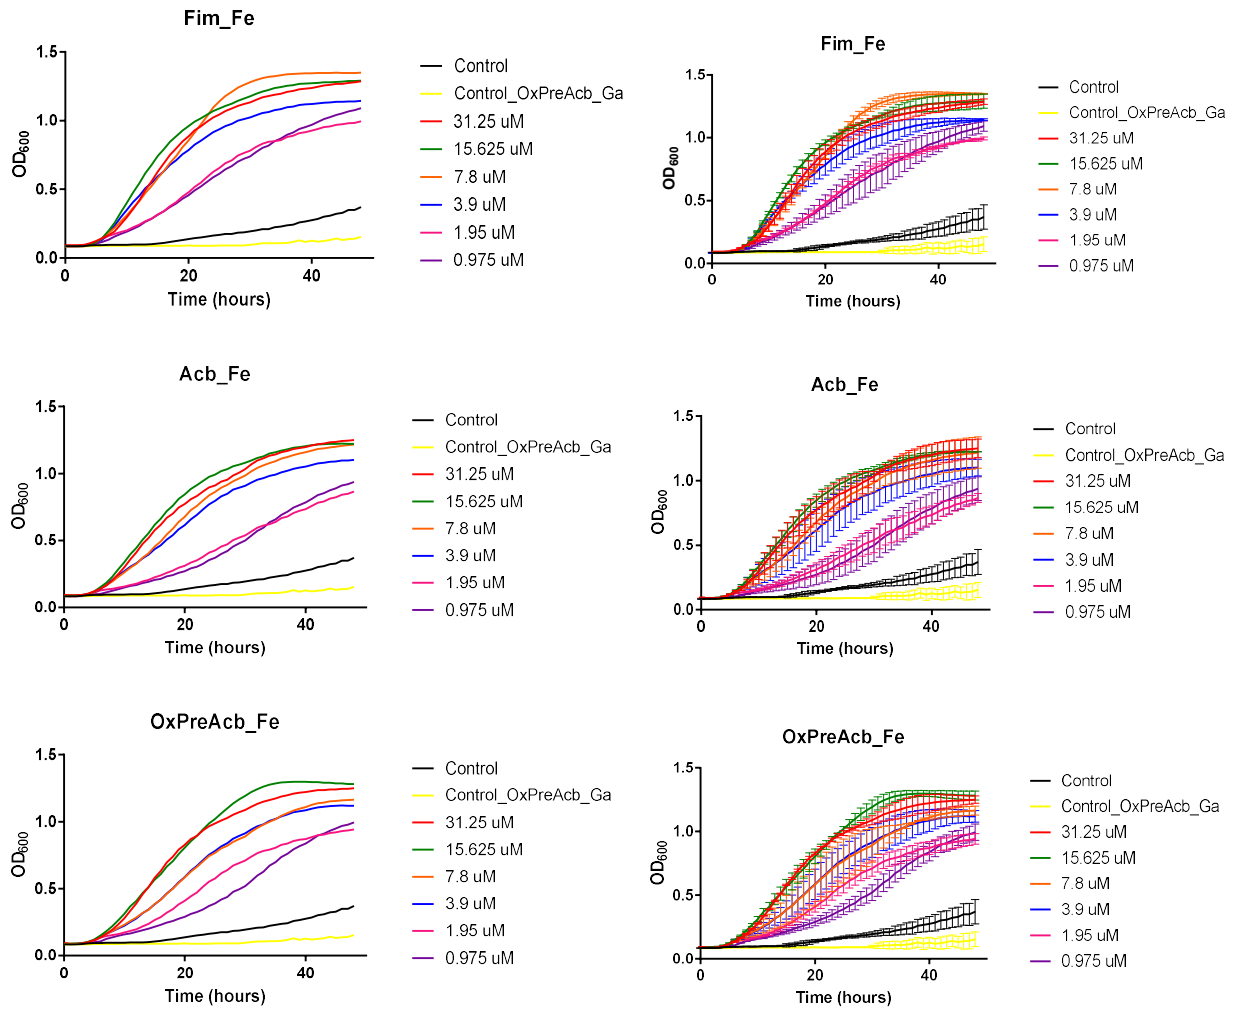 Fim_Fe
1.5
1.0
0.5
0.0
OD600
0
20
40
Time (hours)
Control
Control_OxPreAcb_Ga
31.25 uM
15.625 uM
7.8 uM
3.9 uM
1.95 uM
0.975 uM
Fim_Fe
1.5
1.0
0.5
0.0
OD600
0
20
40
Time (hours)
Control
Control_OxPreAcb_Ga
31.25 uM
15.625 uM
7.8 uM
3.9 uM
1.95 uM
0.975 uM
Acb_Fe
1.5
1.0
0.5
0.0
OD600
0
20
40
Time (hours)
Control
Control_OxPreAcb_Ga
31.25 uM
15.625 uM
7.8 uM
3.9 uM
1.95 uM
0.975 uM
Acb_Fe
1.5
1.0
0.5
0.0
OD600
0
20
40
Time (hours)
Control
Control_OxPreAcb_Ga
31.25 uM
15.625 uM
7.8 uM
3.9 uM
1.95 uM
0.975 uM
OxPreAcb_Fe
1.5
1.0
0.5
0.0
OD600
0
20
40
Time (hours)
Control
Control_OxPreAcb_Ga
31.25 uM
15.625 uM
7.8 uM
3.9 uM
1.95 uM
0.975 uM
OxPreAcb_Fe
1.5
1.0
0.5
0.0
OD600
0
20
40
Time (hours)
Control
Control_OxPreAcb_Ga
31.25 uM
15.625 uM
7.8 uM
3.9 uM
1.95 uM
0.975 uM